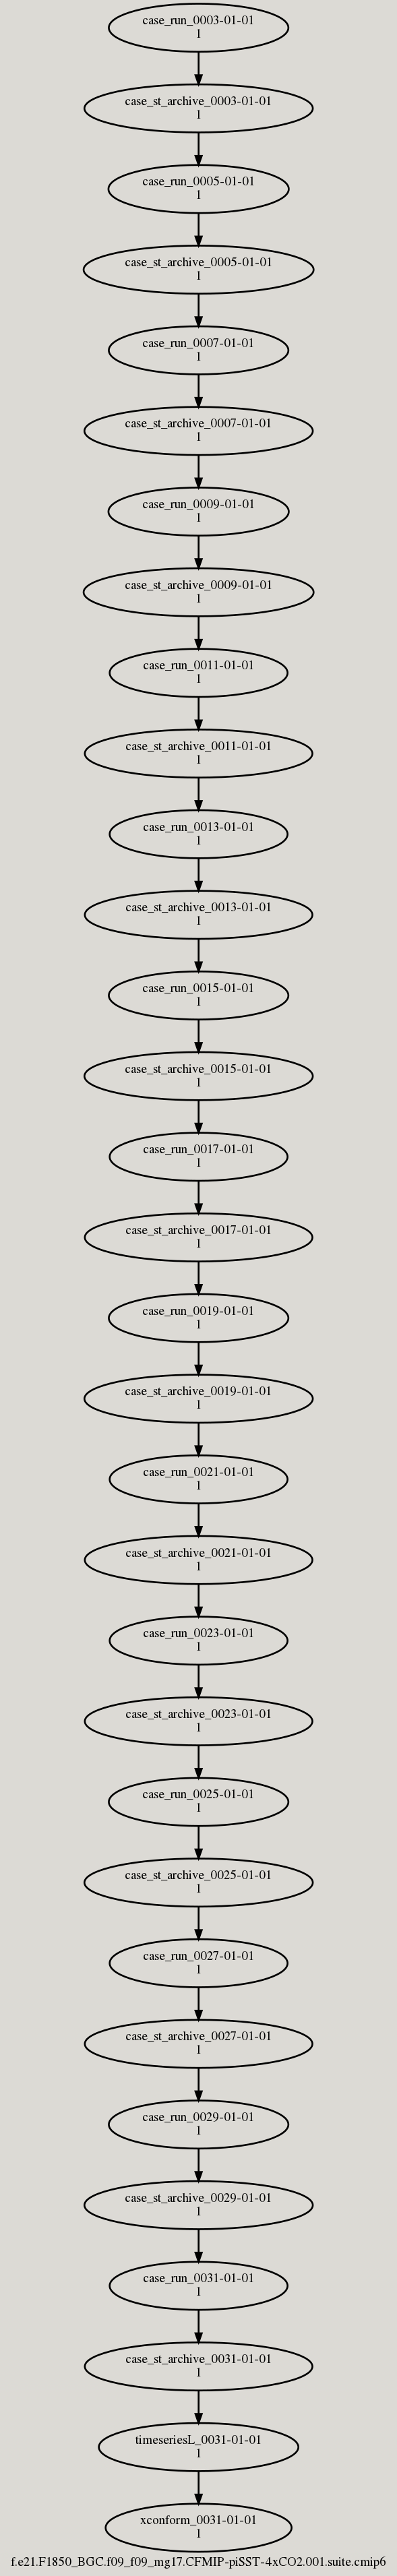 case_run_0003-01-01
1
case_st_archive_0003-01-01
1
case_run_0005-01-01
1
case_st_archive_0005-01-01
1
case_run_0007-01-01
1
case_st_archive_0007-01-01
1
case_run_0009-01-01
1
case_st_archive_0009-01-01
1
case_run_0011-01-01
1
case_st_archive_0011-01-01
1
case_run_0013-01-01
1
case_st_archive_0013-01-01
1
case_run_0015-01-01
1
case_st_archive_0015-01-01
1
case_run_0017-01-01
1
case_st_archive_0017-01-01
1
case_run_0019-01-01
1
case_st_archive_0019-01-01
1
case_run_0021-01-01
1
case_st_archive_0021-01-01
1
case_run_0023-01-01
1
case_st_archive_0023-01-01
1
case_run_0025-01-01
1
case_st_archive_0025-01-01
1
case_run_0027-01-01
1
case_st_archive_0027-01-01
1
case_run_0029-01-01
1
case_st_archive_0029-01-01
1
case_run_0031-01-01
1
case_st_archive_0031-01-01
1
timeseriesL_0031-01-01
1
xconform_0031-01-01
1
f.e21.F1850_BGC.f09_f09_mg17.CFMIP-piSST-4xCO2.001.suite.cmip6